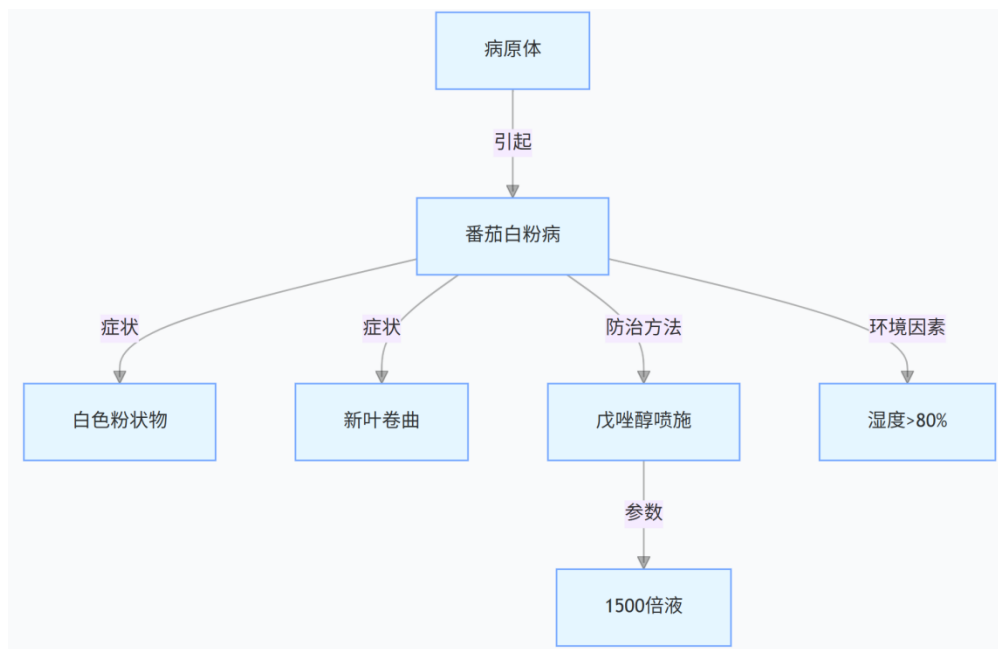 病原体
引起
番茄白粉病
症状
症状
防治方法
环境因素
白色粉状物
新叶卷曲
戊唑醇喷施
湿度>80%
参数
1500倍液